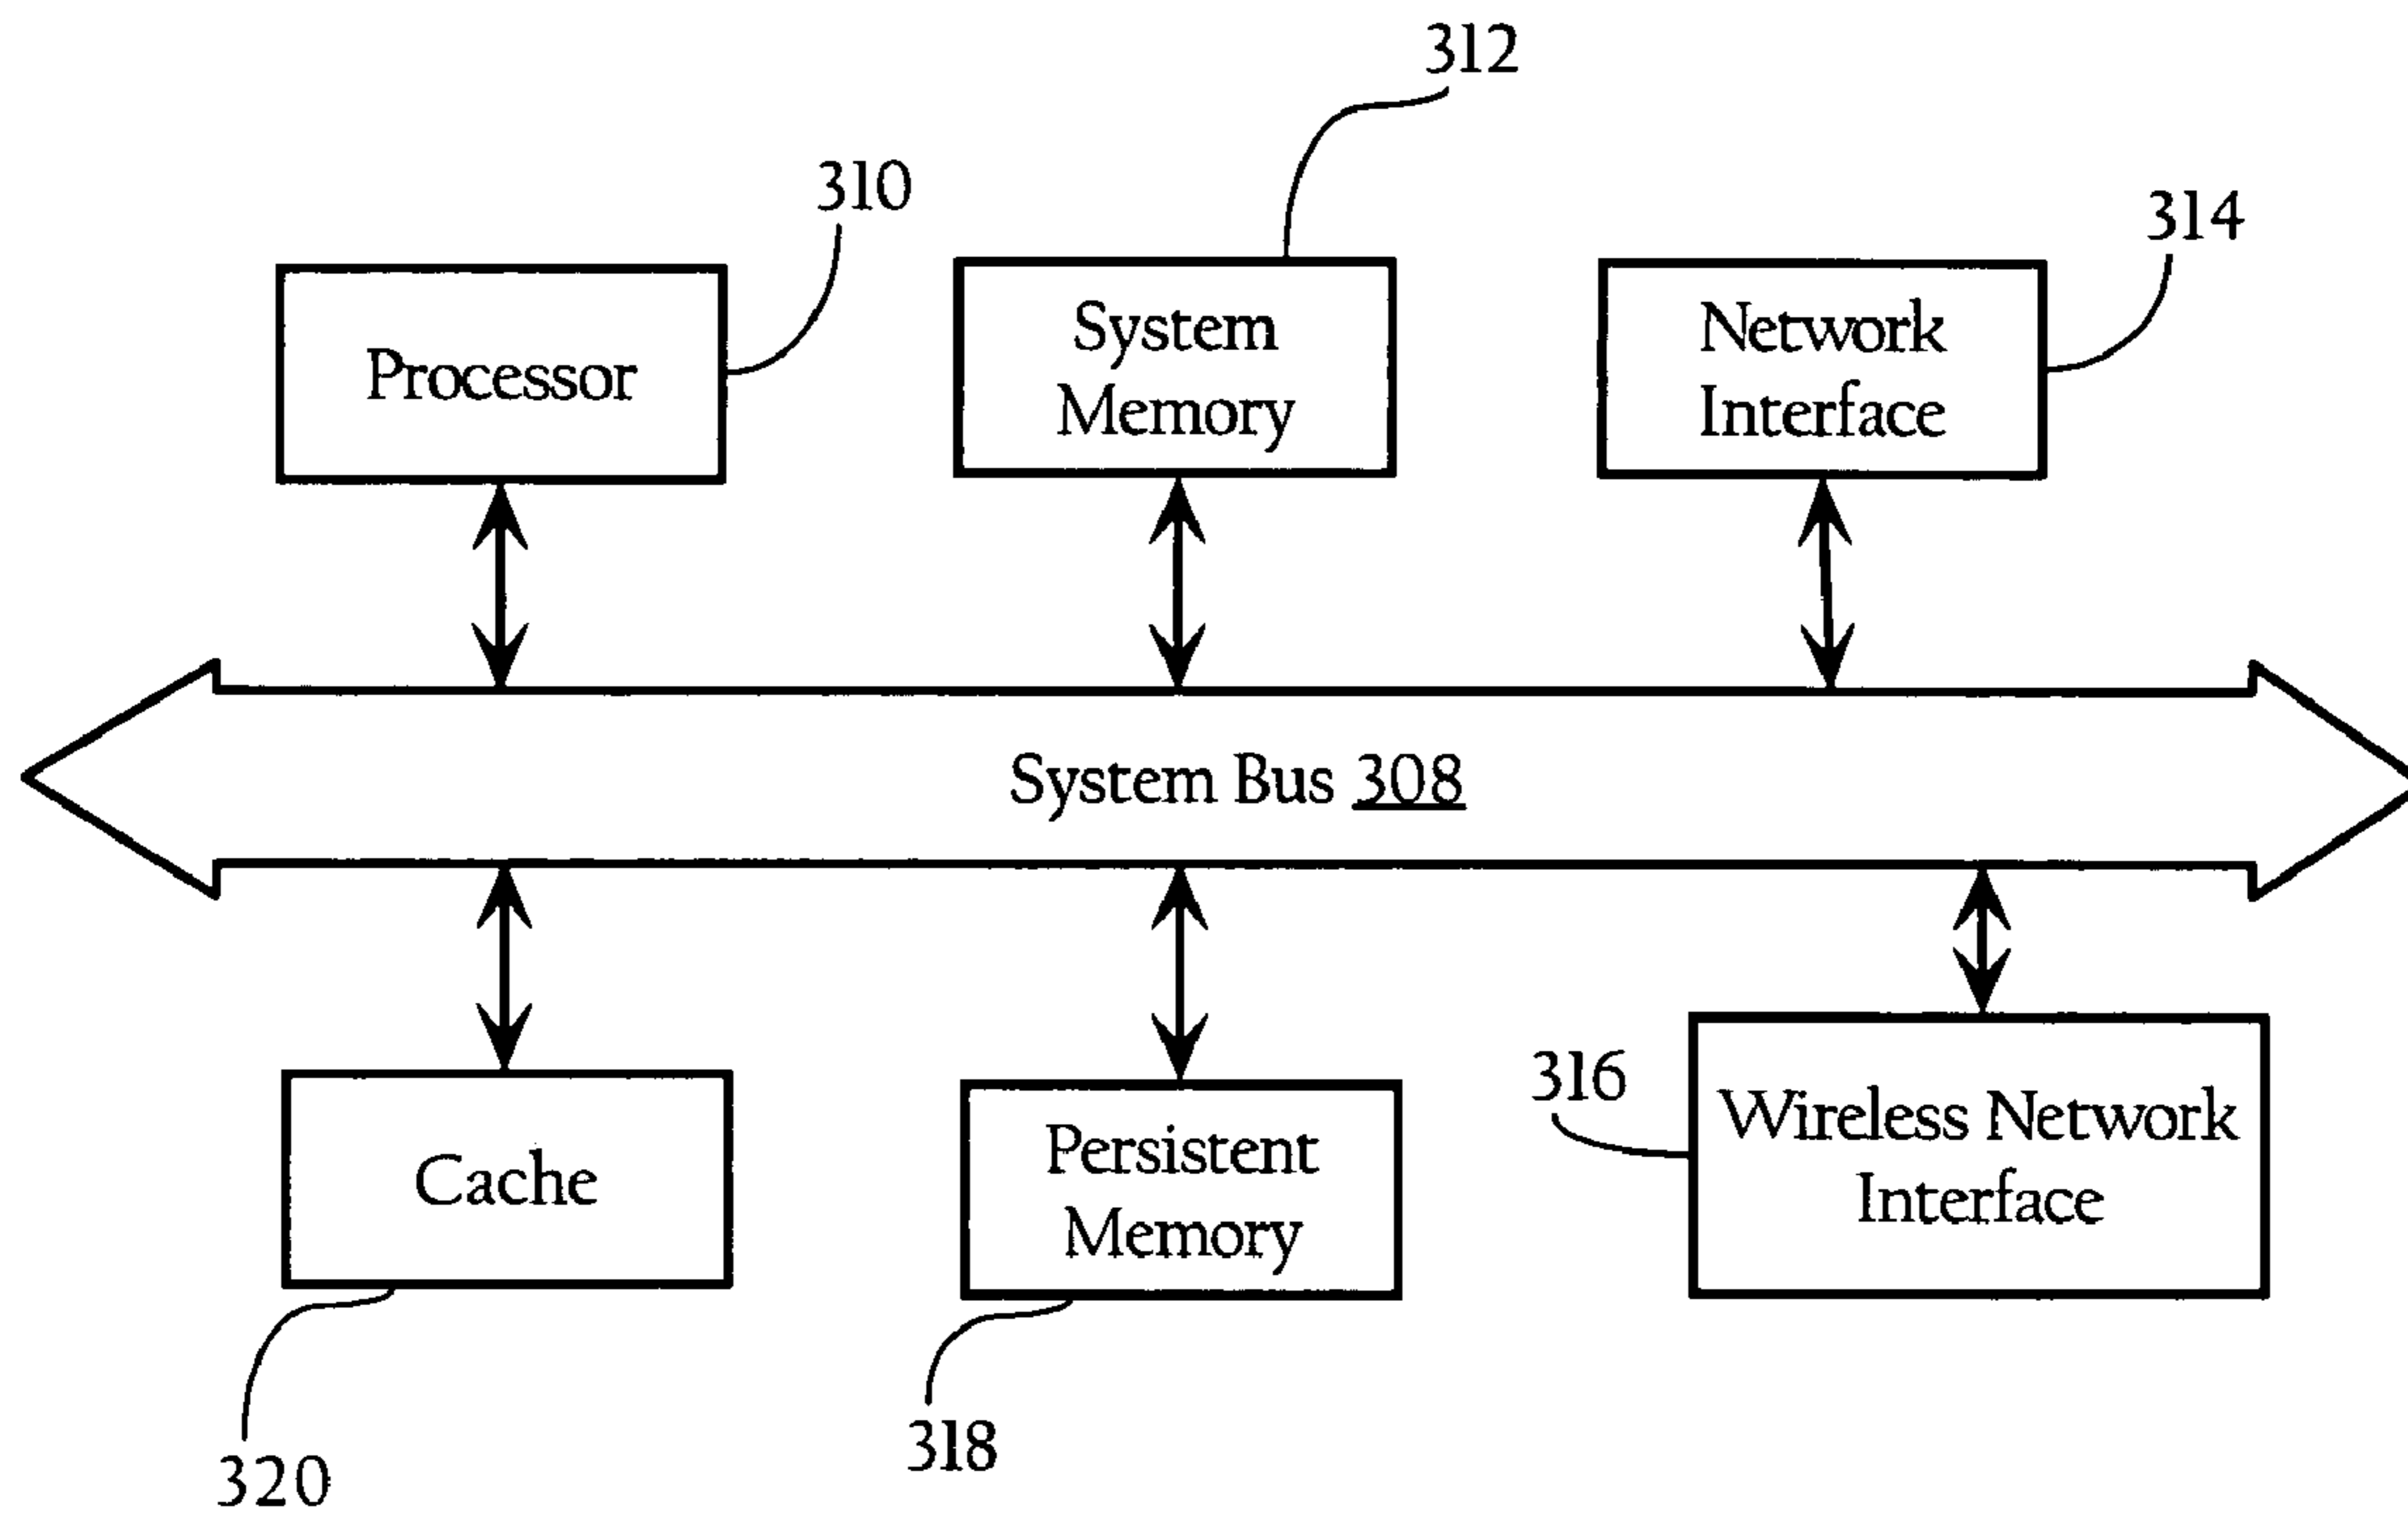 312
310
314
Processor
System
Memory
Network
Interface
System Bus 308
316
Cache
Persistent
Memory
Wireless Network
Interface
318
320